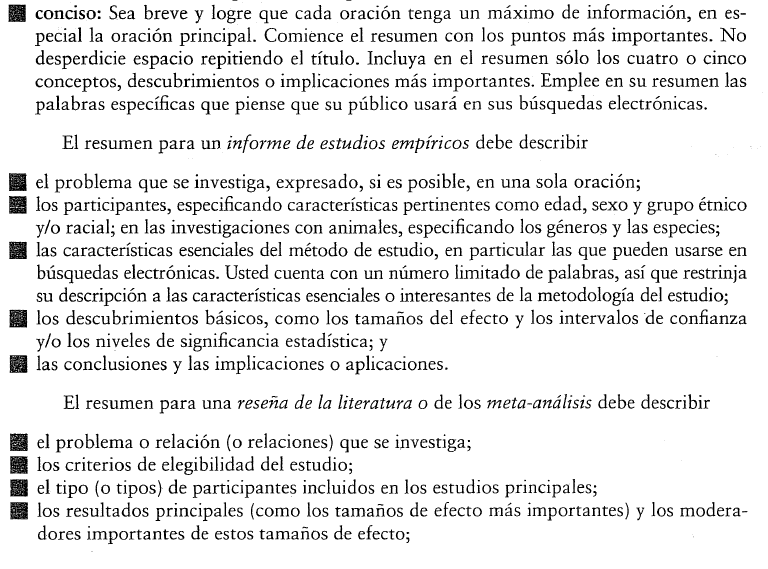 ■ conciso: Sea breve y logre que cada oración tenga un máximo de información, en es-
pecial la oración principal. Comience el resumen con los puntos más importantes. No
desperdicie espacio repitiendo el título. Incluya en el resumen sólo los cuatro o cinco
conceptos, descubrimientos o implicaciones más importantes. Emplee en su resumen las
palabras específicas que piense que su público usará en sus búsquedas electrónicas.
El resumen para un informe de estudios empíricos debe describir
■ el problema que se investiga, expresado, si es posible, en una sola oración;
■ los participantes, especificando características pertinentes como edad, sexo y grupo étnico
y/o racial; en las investigaciones con animales, especificando los géneros y las especies;
■ las características esenciales del método de estudio, en particular las que pueden usarse en
búsquedas electrónicas. Usted cuenta con un número limitado de palabras, así que restrinja
su descripción a las características esenciales o interesantes de la metodología del estudio;
■ los descubrimientos básicos, como los tamaños del efecto y los intervalos de confianza
y/o los niveles de significancia estadística; y
■ las conclusiones y las implicaciones o aplicaciones.
El resumen para una reseña de la literatura o de los meta-análisis debe describir
■ el problema o relación (o relaciones) que se investiga;
■ los criterios de elegibilidad del estudio;
■ el tipo (o tipos) de participantes incluidos en los estudios principales;
■ los resultados principales (como los tamaños de efecto más importantes) y los modera-
dores importantes de estos tamaños de efecto;